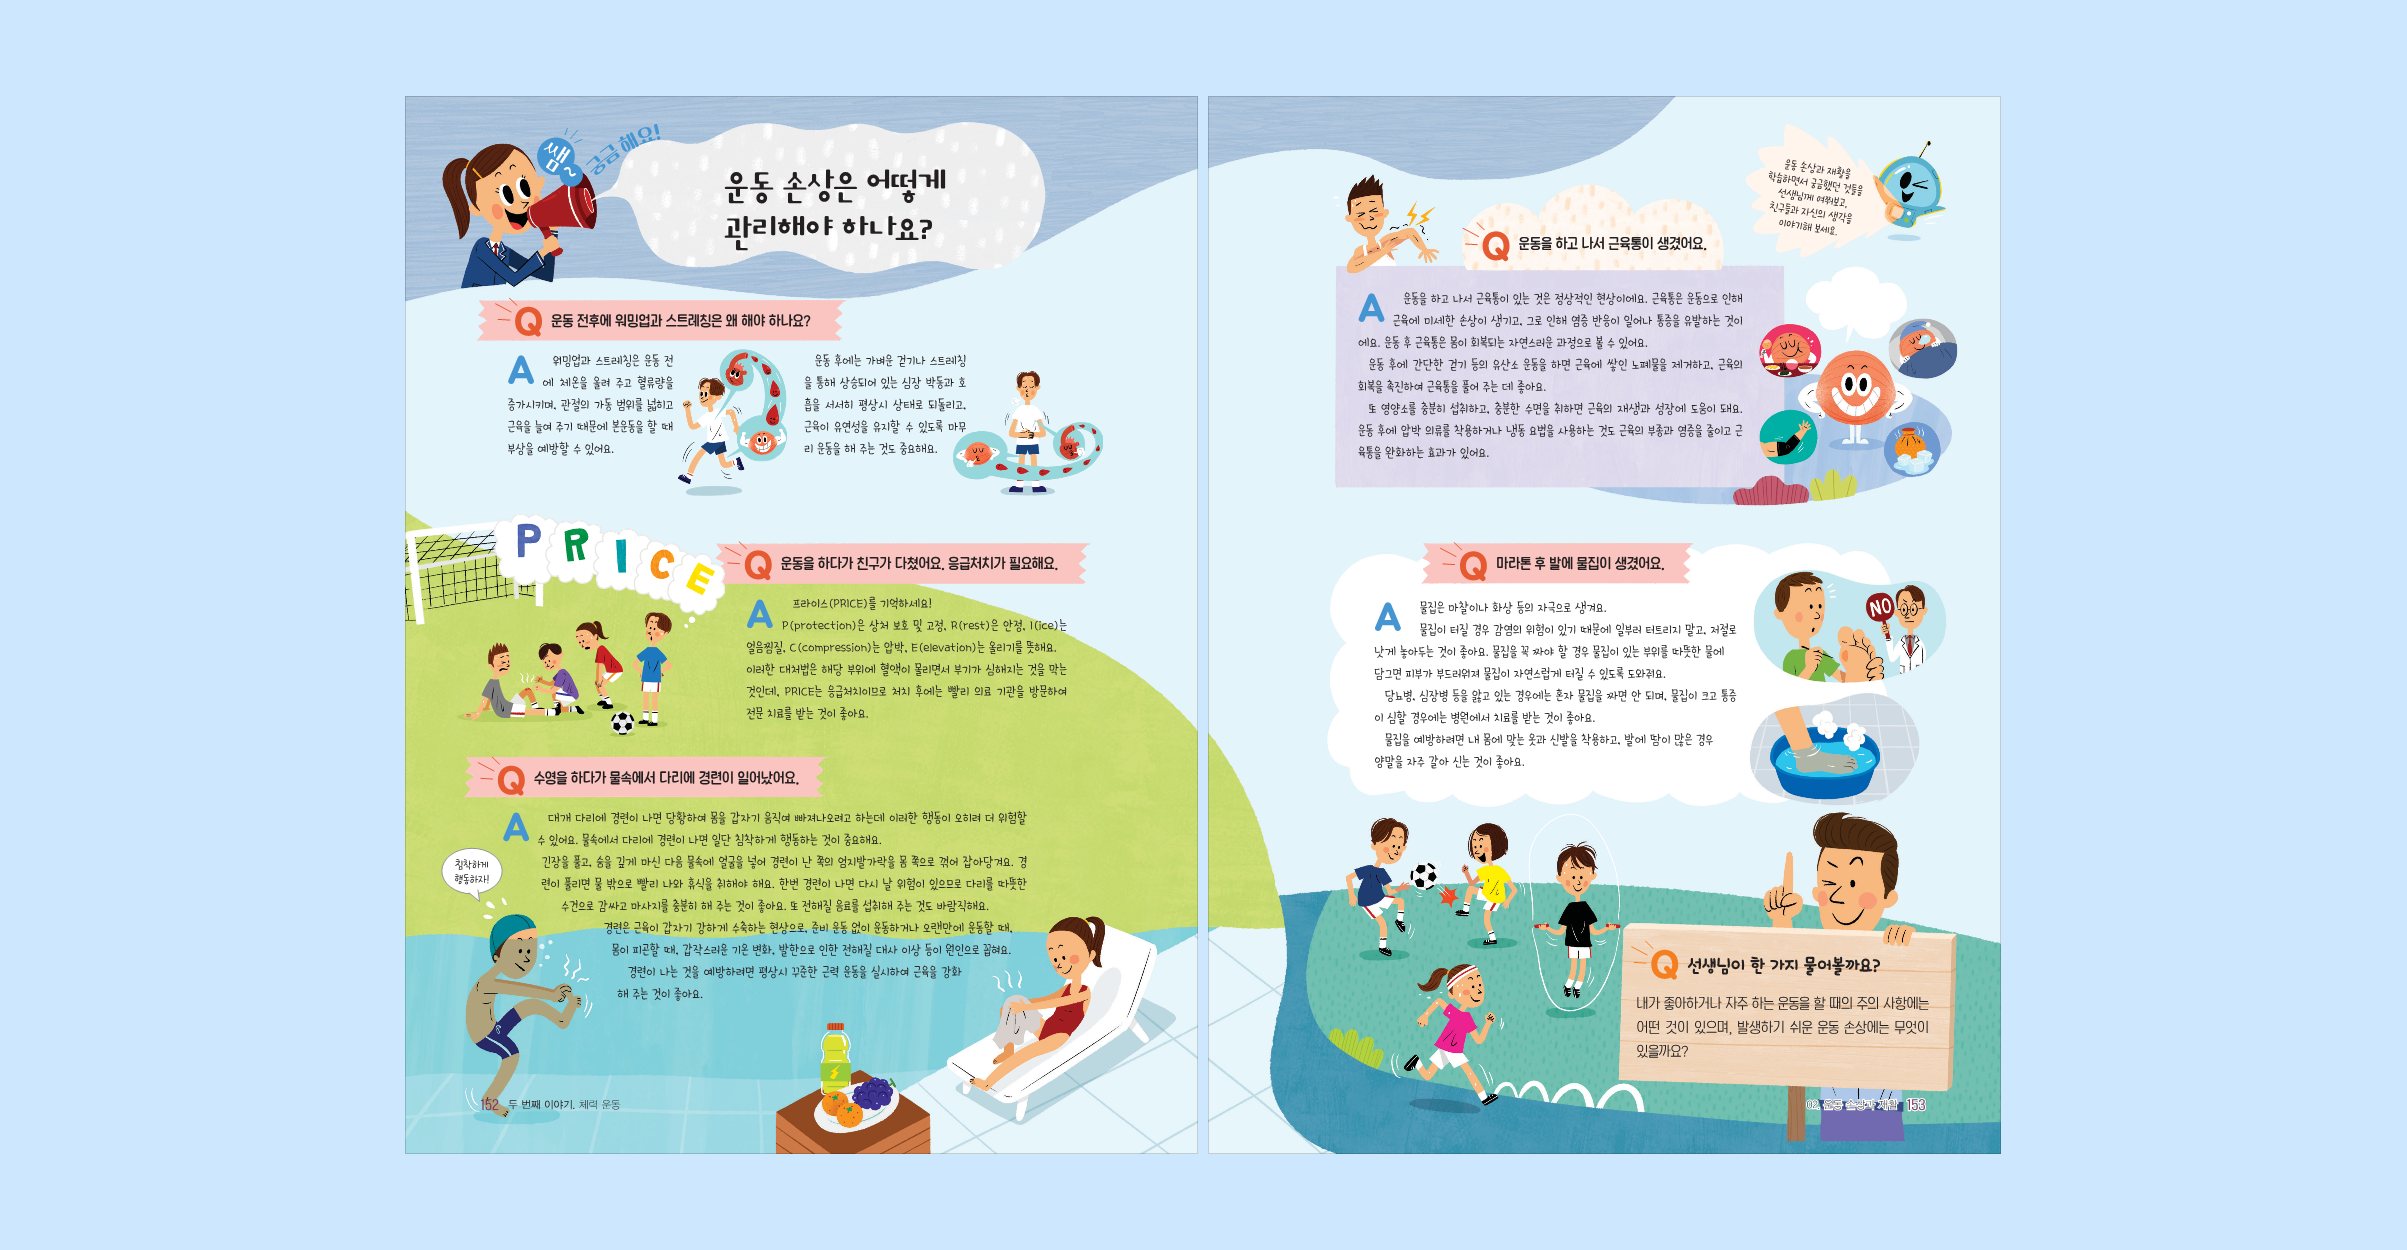 쌤~
궁금해요!
운동 손상은 어떻게
관리해야 하나요?
Q 운동 전후에 워밍업과 스트레칭은 왜 해야 하나요?
A 워밍업과 스트레칭은 운동 전
에 체온을 올려 주고 혈류량을
증가시키며, 관절의 가동 범위를 넓히고
근육을 늘여 주기 때문에 본운동을 할 때
부상을 예방할 수 있어요.
운동 후에는 가벼운 걷기나 스트레칭
을 통해 상승되어 있는 심장 박동과 호
흡을 서서히 평상시 상태로 되돌리고,
근육이 유연성을 유지할 수 있도록 마무
리 운동을 해 주는 것도 중요해요.
PRICE
Q 운동을 하다가 친구가 다쳤어요. 응급처치가 필요해요.
A 프라이스(PRICE)를 기억하세요!
P(protection)은 상처 보호 및 고정, R(rest)은 안정, I(ice)는
얼음찜질, C(compression)는 압박, E(elevation)는 올리기를 뜻해요.
이러한 대처법은 해당 부위에 혈액이 몰리면서 부기가 심해지는 것을 막는
것인데, PRICE는 응급처치이므로 처치 후에는 빨리 의료 기관을 방문하여
전문 치료를 받는 것이 좋아요.
Q 수영을 하다가 물속에서 다리에 경련이 일어났어요.
A 대개 다리에 경련이 나면 당황하여 몸을 갑자기 움직여 빠져나오려고 하는데 이러한 행동이 오히려 더 위험할
수 있어요. 물속에서 다리에 경련이 나면 일단 침착하게 행동하는 것이 중요해요.
긴장을 풀고, 숨을 깊게 마신 다음 물속에 얼굴을 넣어 경련이 난 쪽의 엄지발가락을 몸 쪽으로 꺾어 잡아당겨요. 경
련이 풀리면 물 밖으로 빨리 나와 휴식을 취해야 해요. 한번 경련이 나면 다시 날 위험이 있으므로 다리를 따뜻한
수건으로 감싸고 마사지를 충분히 해 주는 것이 좋아요. 또 전해질 음료를 섭취해 주는 것도 바람직해요.
경련은 근육이 갑자기 강하게 수축하는 현상으로, 준비 운동 없이 운동하거나 오랜만에 운동할 때,
몸이 피곤할 때, 갑작스러운 기온 변화, 발한으로 인한 전해질 대사 이상 등이 원인으로 꼽혀요.
경련이 나는 것을 예방하려면 평상시 꾸준한 근력 운동을 실시하여 근육을 강화
해 주는 것이 좋아요.
침착하게
행동하자!
152 두 번째 이야기. 체력 운동
운동 손상과 재활을
학습하면서 궁금했던 것들을
선생님께 여쭤보고,
친구들과 자신의 생각을
이야기해 보세요.
Q 운동을 하고 나서 근육통이 생겼어요.
A 운동을 하고 나서 근육통이 있는 것은 정상적인 현상이에요. 근육통은 운동으로 인해
근육에 미세한 손상이 생기고, 그로 인해 염증 반응이 일어나 통증을 유발하는 것이
에요. 운동 후 근육통은 몸이 회복되는 자연스러운 과정으로 볼 수 있어요.
운동 후에 간단한 걷기 등의 유산소 운동을 하면 근육에 쌓인 노폐물을 제거하고, 근육의
회복을 촉진하여 근육통을 풀어 주는 데 좋아요.
또 영양소를 충분히 섭취하고, 충분한 수면을 취하면 근육의 재생과 성장에 도움이 돼요.
운동 후에 압박 의류를 착용하거나 냉동 요법을 사용하는 것도 근육의 부종과 염증을 줄이고 근
육통을 완화하는 효과가 있어요.
Q 마라톤 후 발에 물집이 생겼어요.
A 물집은 마찰이나 화상 등의 자극으로 생겨요.
물집이 터질 경우 감염의 위험이 있기 때문에 일부러 터트리지 말고, 저절로
낫게 놓아두는 것이 좋아요. 물집을 꼭 짜야 할 경우 물집이 있는 부위를 따뜻한 물에
담그면 피부가 부드러워져 물집이 자연스럽게 터질 수 있도록 도와줘요.
당뇨병, 심장병 등을 앓고 있는 경우에는 혼자 물집을 짜면 안 되며, 물집이 크고 통증
이 심할 경우에는 병원에서 치료를 받는 것이 좋아요.
물집을 예방하려면 내 몸에 맞는 옷과 신발을 착용하고, 발에 땀이 많은 경우
양말을 자주 갈아 신는 것이 좋아요.
NO
Q 선생님이 한 가지 물어볼까요?
내가 좋아하거나 자주 하는 운동을 할 때의 주의 사항에는
어떤 것이 있으며, 발생하기 쉬운 운동 손상에는 무엇이
있을까요?
02. 운동 손상과 재활 153